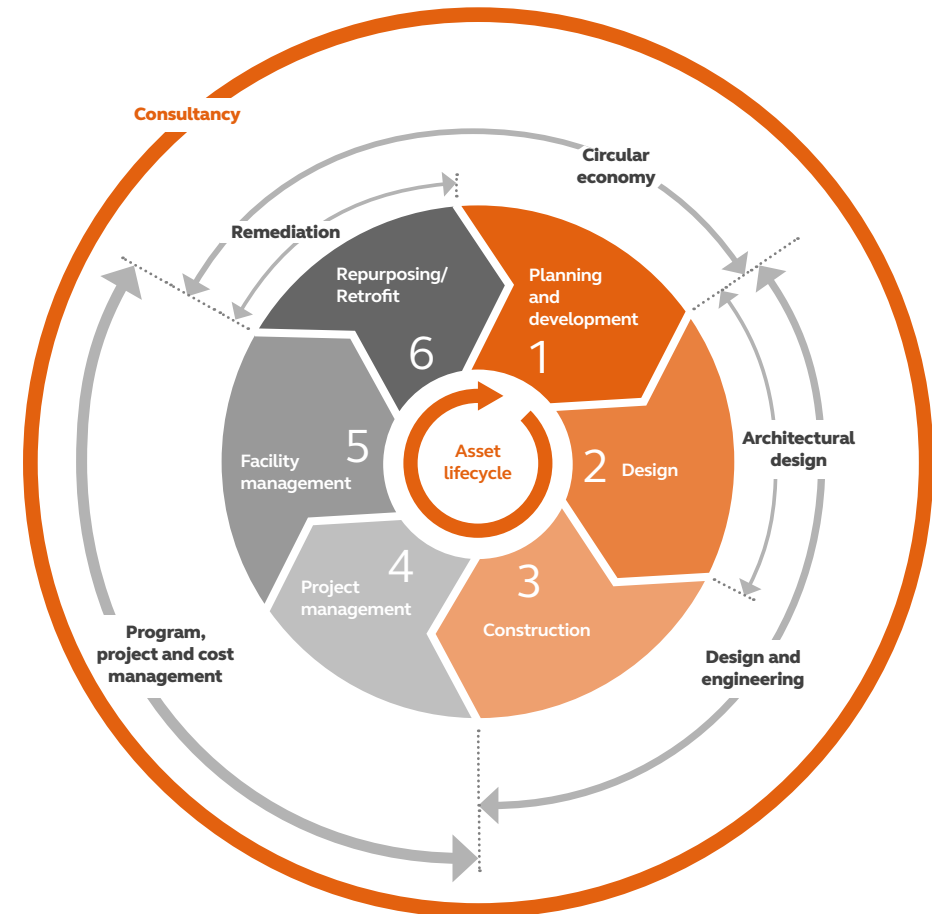 Consultancy
Circular
economy
Remediation
Repurposing/
Retrofit
6
Planning
and
development
1
2
Design
Architectural
design
3
Construction
Design and
engineering
4
Project
management
Program,
project and cost
management
5
Facility
management
Asset
lifecycle